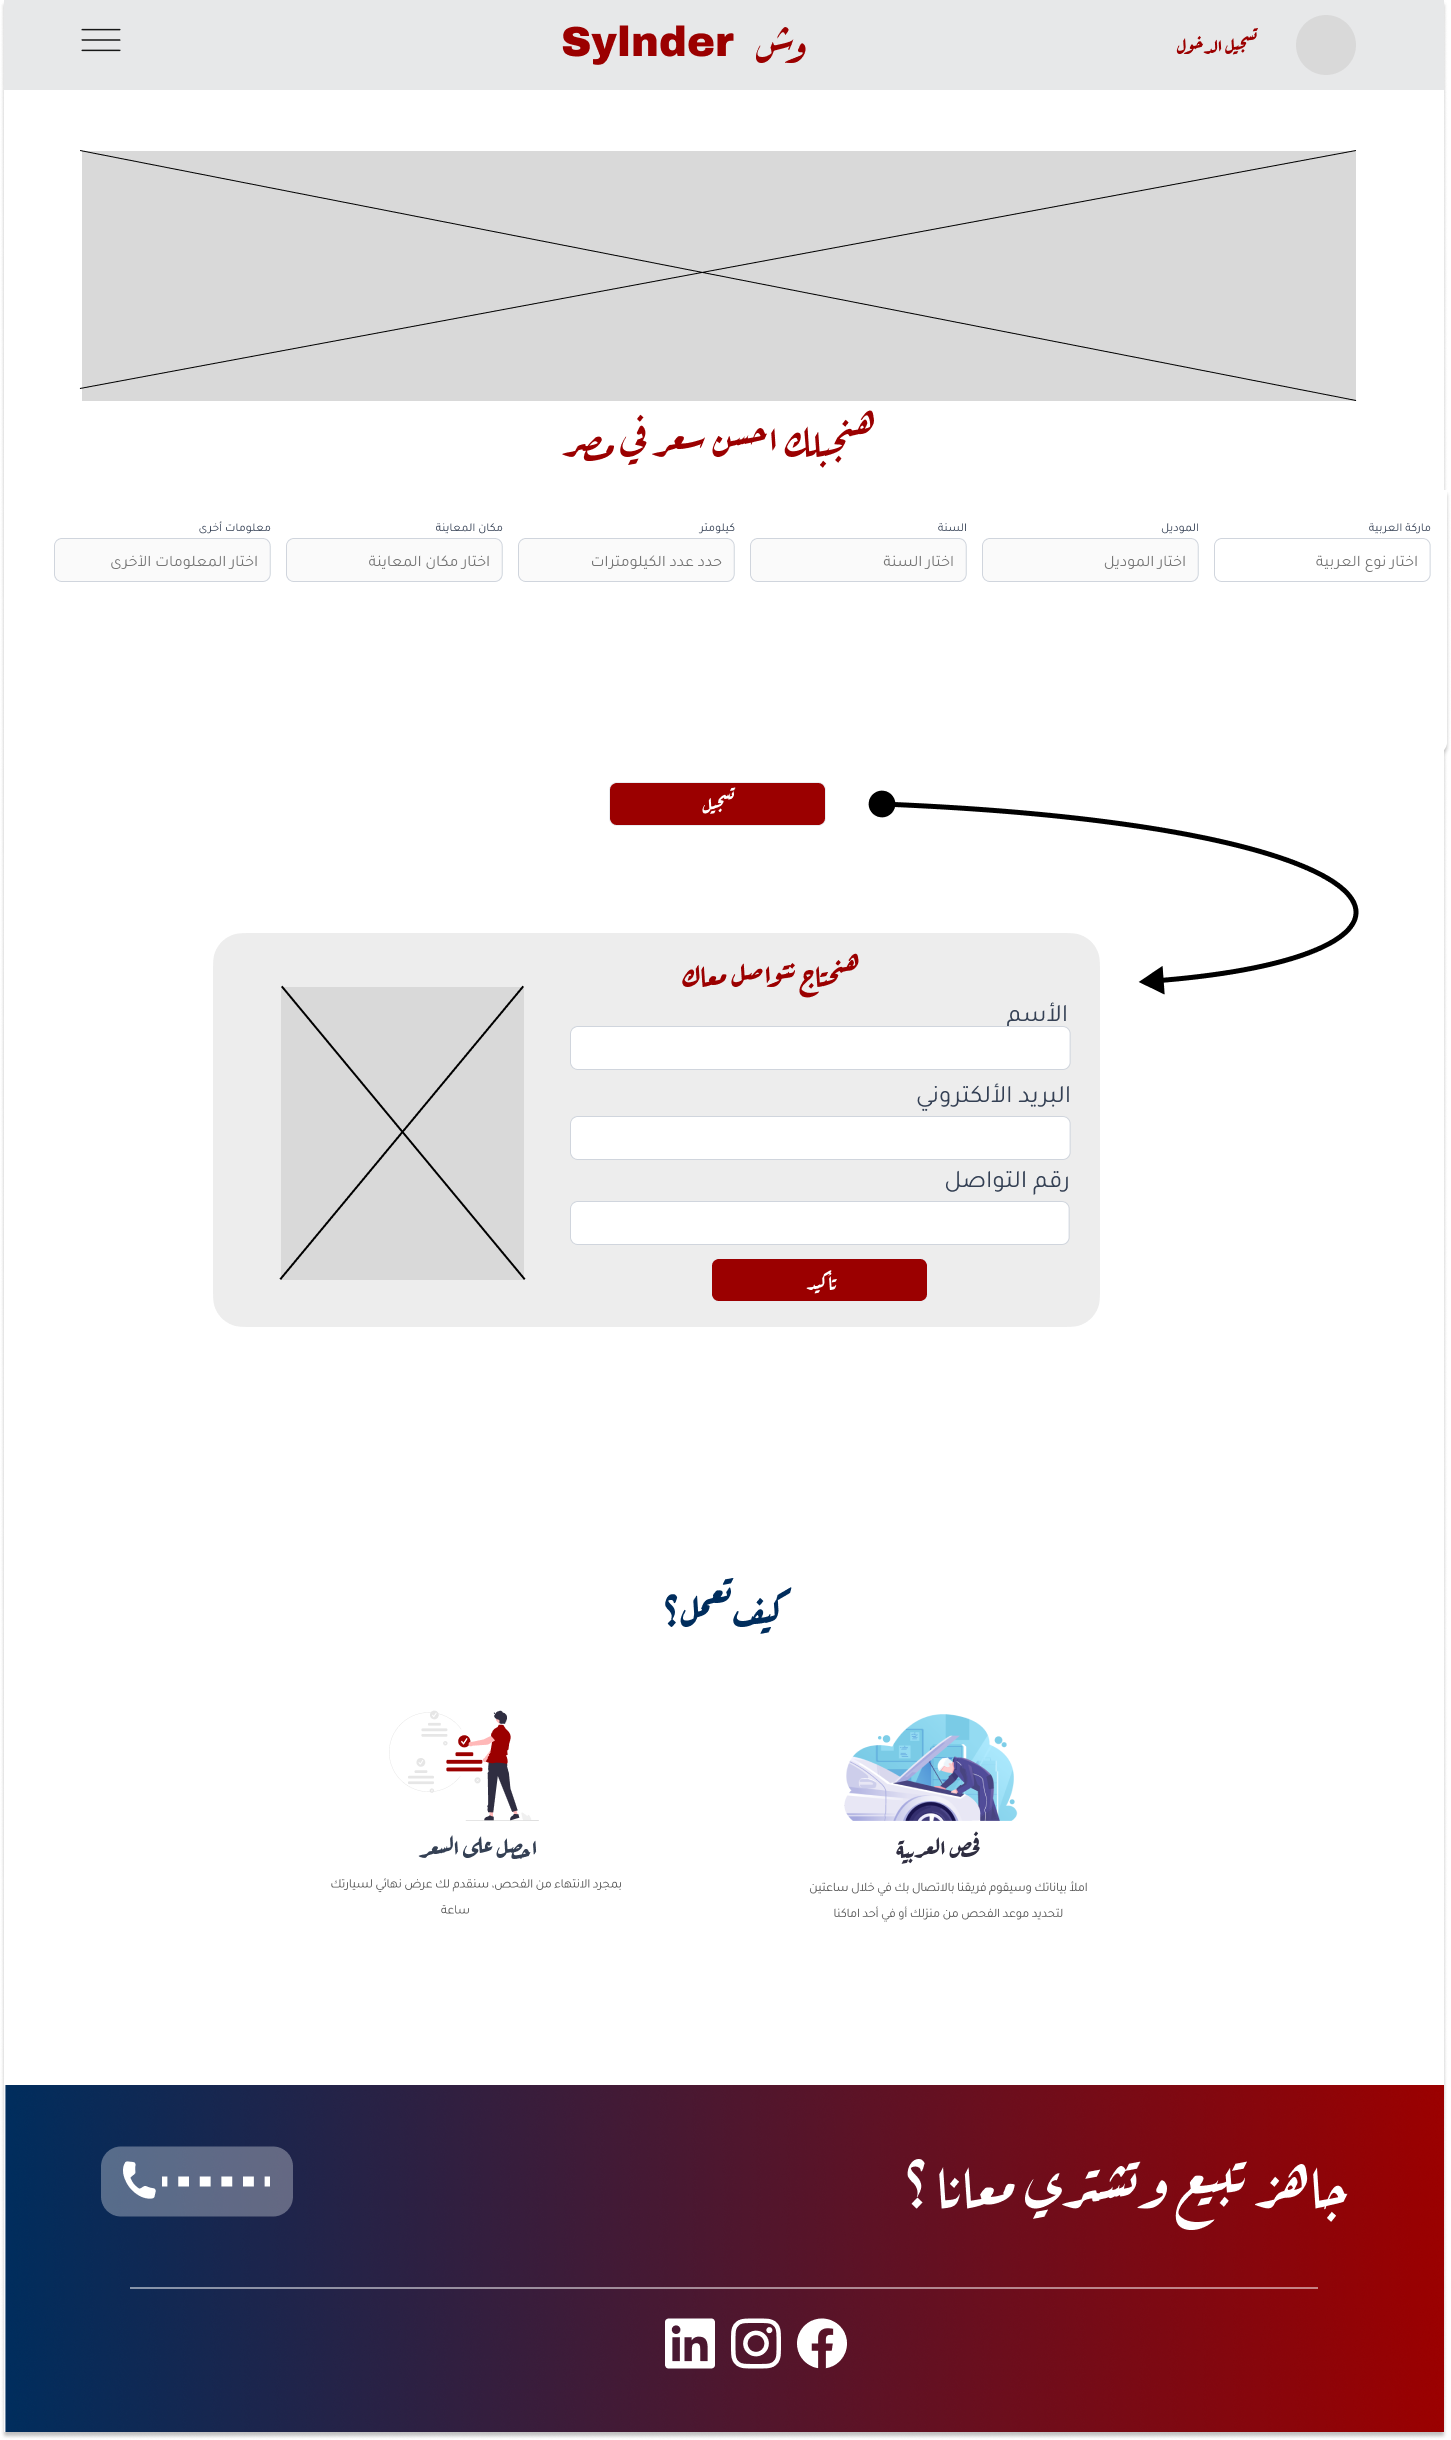 تسجيل الدخول
وش Sylnder
هنجبلك احسن سعر في مصر
ماركة العربية
اختار نوع العربية
الموديل
اختار الموديل
السنة
اختار السنة
كيلومتر
حدد عدد الكيلومترات
مكان المعاينة
اختار مكان المعاينة
معلومات أخرى
اختار المعلومات الآخرى
تسجيل
هنحتاج نتواصل معاك
الأسم
البريد الألكتروني
رقم التواصل
تأكيد
كيف تعمل؟
فحص العربية
املأ بياناتك وسيقوم فريقنا بالاتصال بك في خلال ساعتين
لتحديد موعد الفحص من منزلك أو في أحد اماكنا
احصل على السعر
بمجرد الانتهاء من الفحص، سنقدم لك عرض نهائي لسيارتك
ساعة
جاهز تبيع وتشتري معانا ؟
in